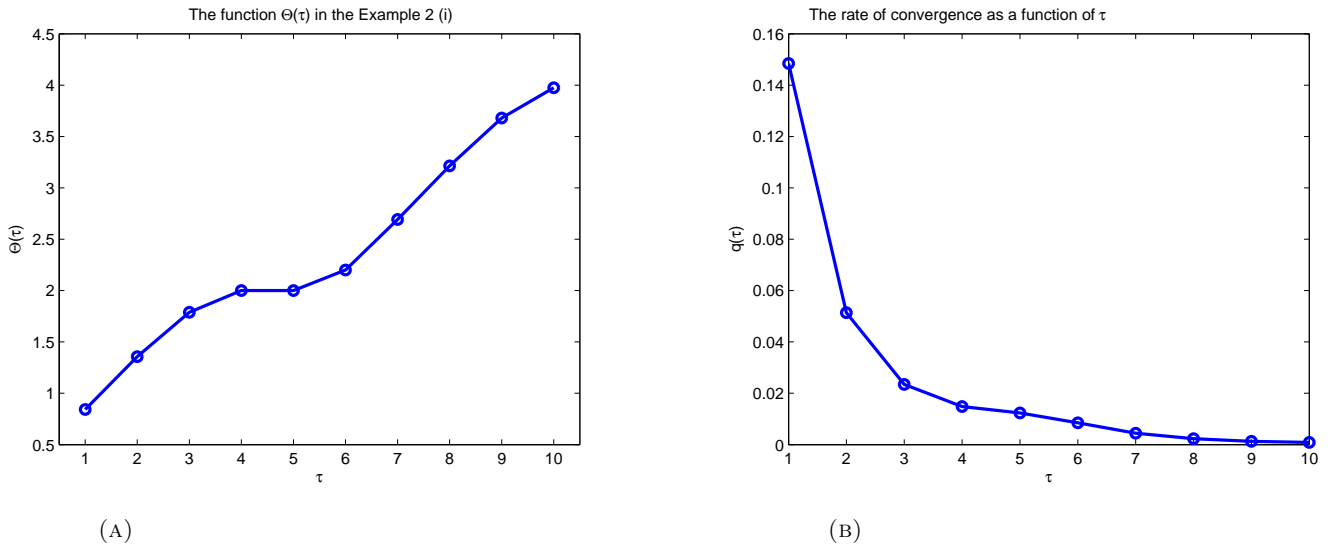 The function Θ(τ) in the Example 2 (i)
4.5
4
3.5
3
2.5
2
1.5
1
0.5
Θ(τ)
1 2 3 4 5 6 7 8 9 10
τ
(A)
The rate of convergence as a function of τ
0.16
0.14
0.12
0.1
0.08
0.06
0.04
0.02
0
q(τ)
1 2 3 4 5 6 7 8 9 10
τ
(B)